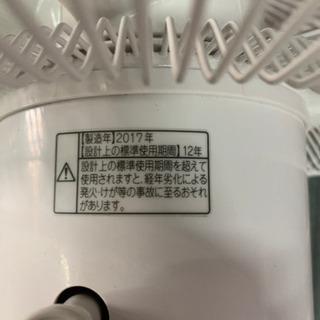 【製造年】2017年
【設計上の標準使用期間】12年
設計上の標準使用期間を超えて
使用されますと、経年劣化による
発火・けが等の事故に至るおそれ
があります。